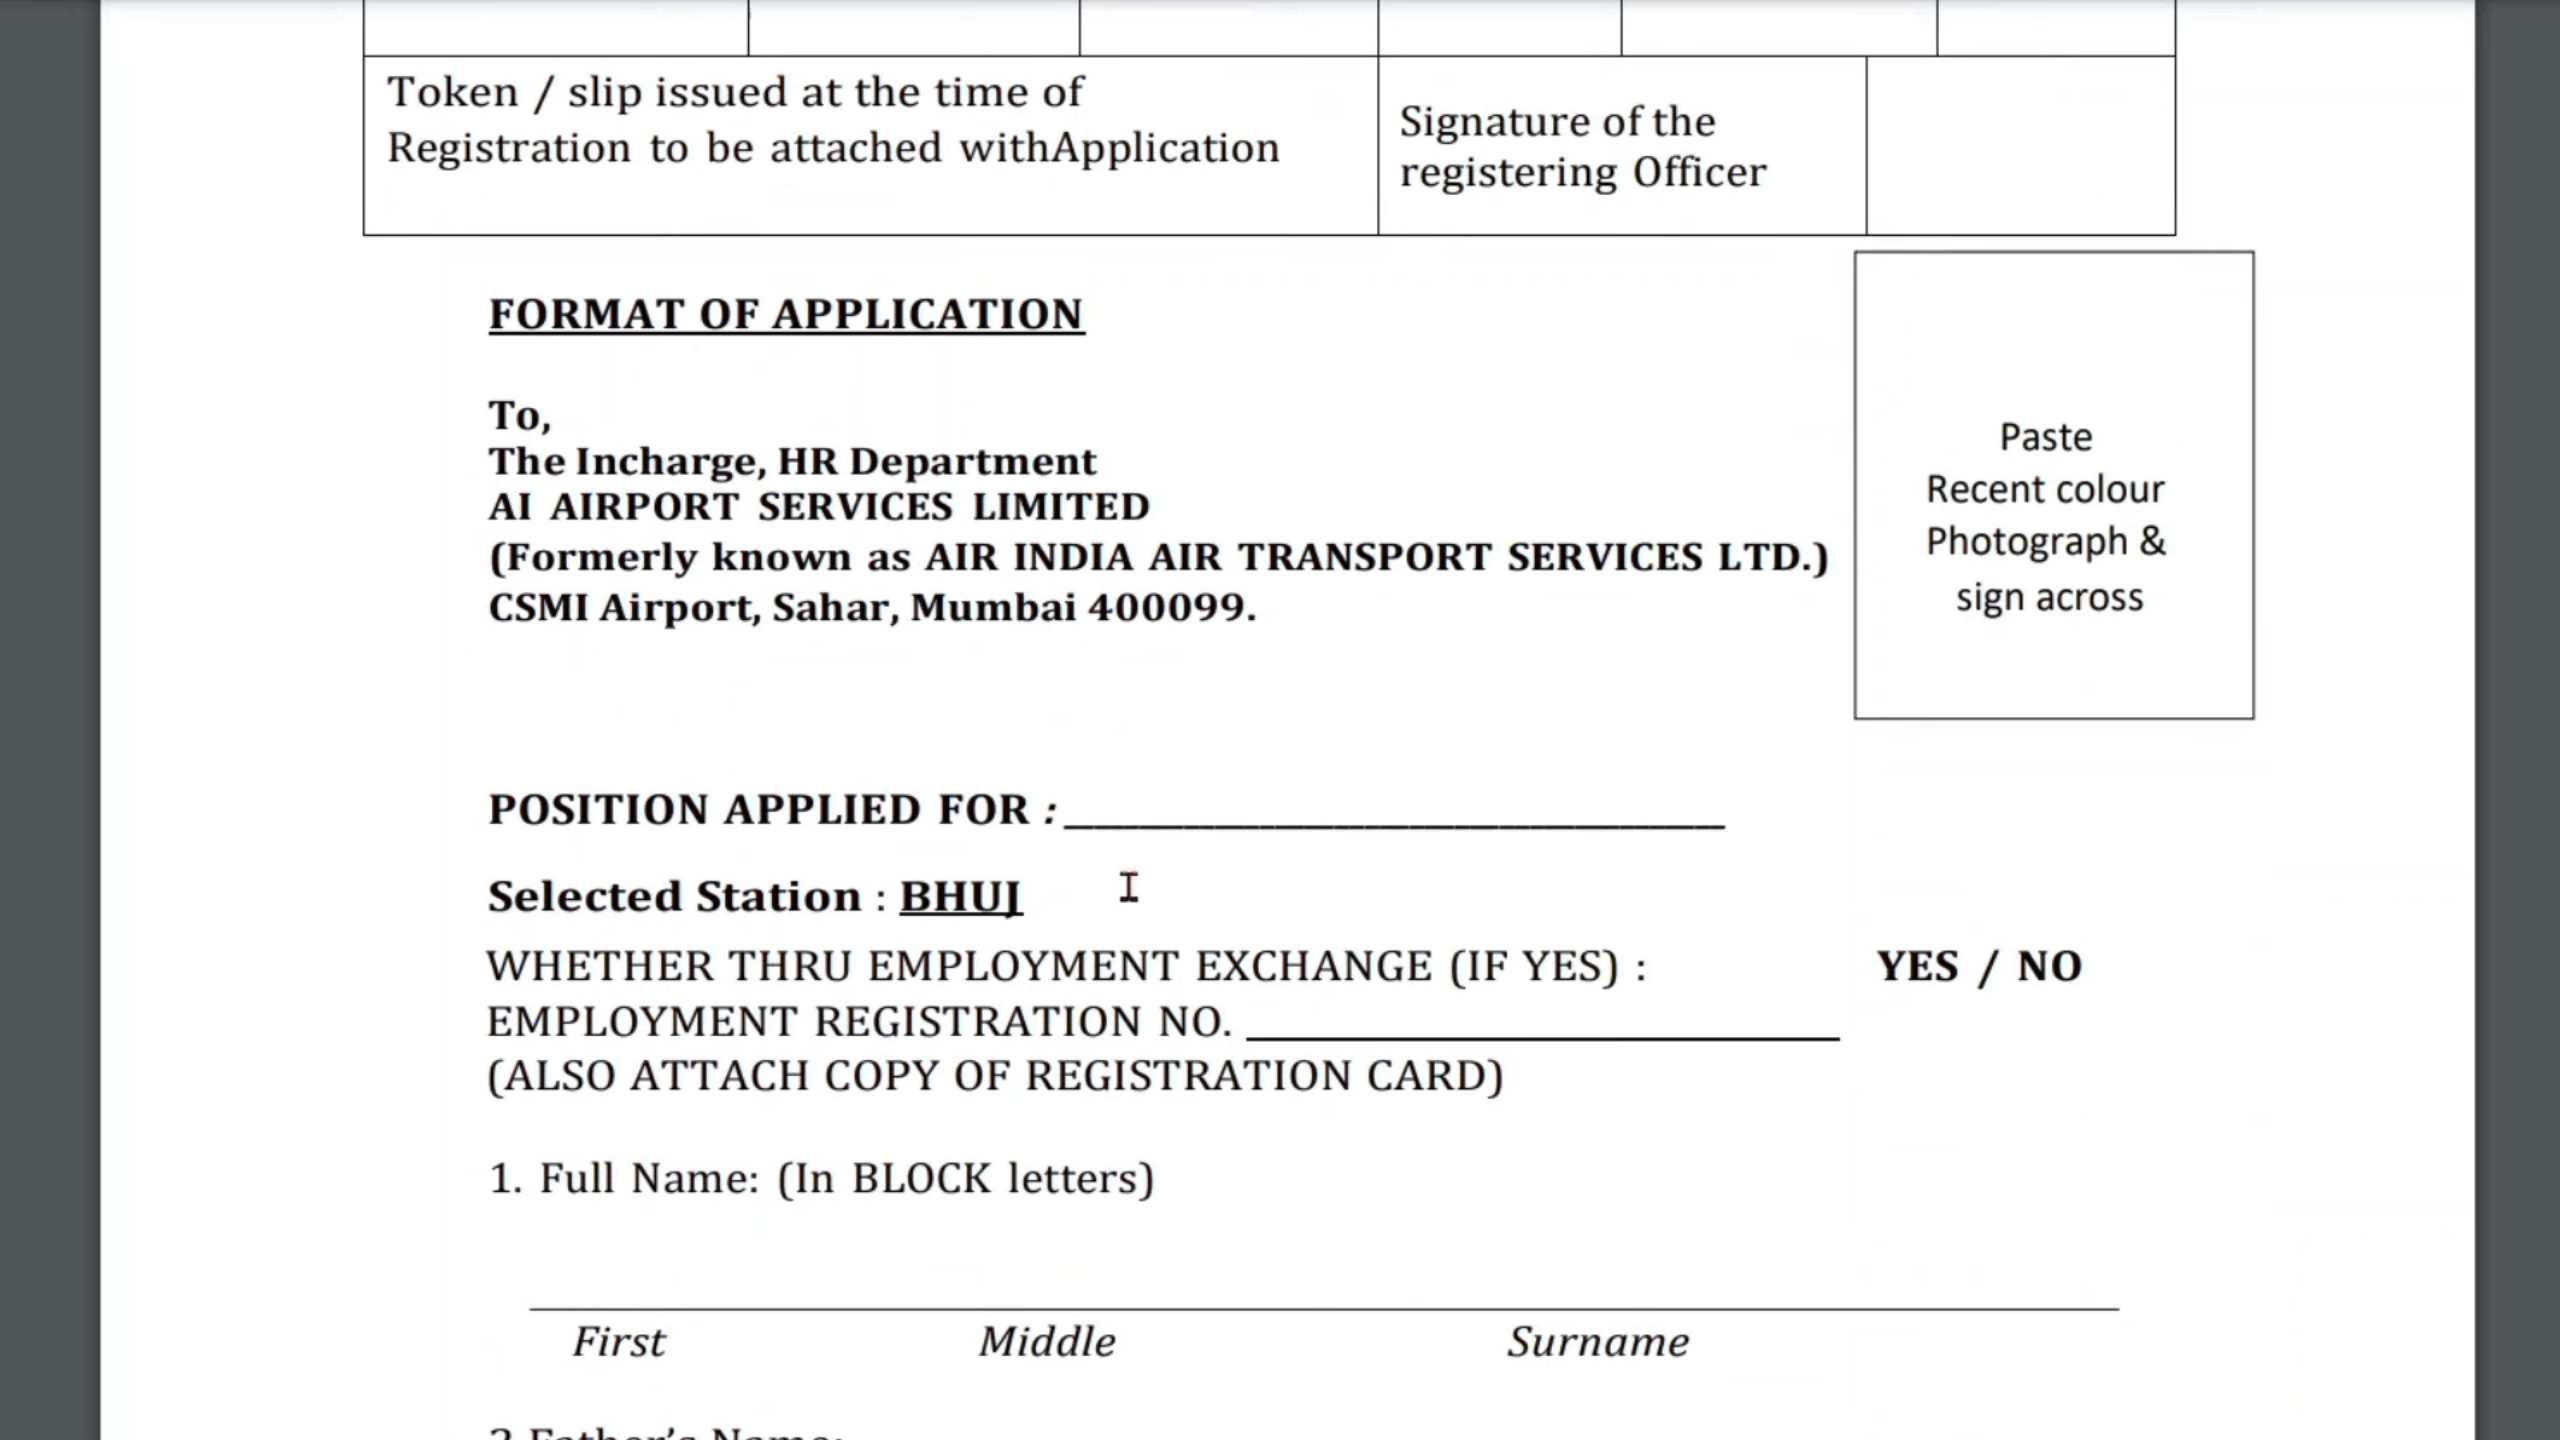 Token / slip issued at the time of
Registration to be attached withApplication
Signature of the
registering Officer
FORMAT OF APPLICATION
To,
The Incharge, HR Department
AI AIRPORT SERVICES LIMITED
(Formerly known as AIR INDIA AIR TRANSPORT SERVICES LTD.)
CSMI Airport, Sahar, Mumbai 400099.
Paste
Recent colour
Photograph &
sign across
POSITION APPLIED FOR :
Selected Station : BHUJ
WHETHER THRU EMPLOYMENT EXCHANGE (IF YES) : YES / NO
EMPLOYMENT REGISTRATION NO.
(ALSO ATTACH COPY OF REGISTRATION CARD)
1. Full Name: (In BLOCK letters)
First Middle Surname
Father's Name: